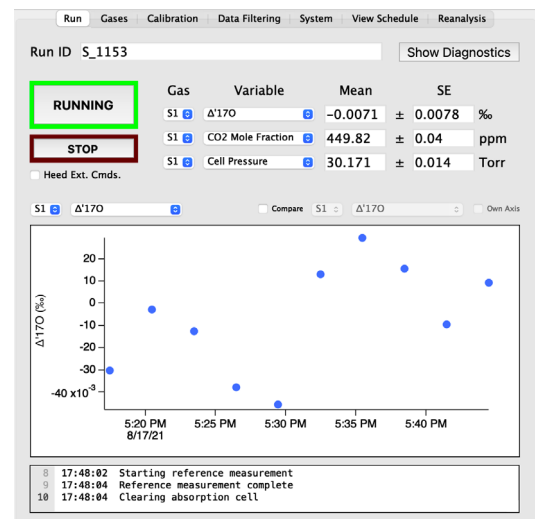 Run Gases Calibration Data Filtering System View Schedule Reanalysis
Run ID S_1153 Show Diagnostics
Gas Variable Mean SE
RUNNING
S1 Δ'17O -0.0071 ± 0.0078 ‰
S1 CO2 Mole Fraction 449.82 ± 0.04 ppm
STOP
S1 Cell Pressure 30.171 ± 0.014 Torr
Heed Ext. Cmds.
S1 Δ'17O Compare S1 Δ'17O Own Axis
Δ'17O (‰)
20
10
0
-10
-20
-30
-40 x10⁻³
5:20 PM 5:25 PM 5:30 PM 5:35 PM 5:40 PM
8/17/21
8 17:48:02 Starting reference measurement
9 17:48:04 Reference measurement complete
10 17:48:04 Clearing absorption cell